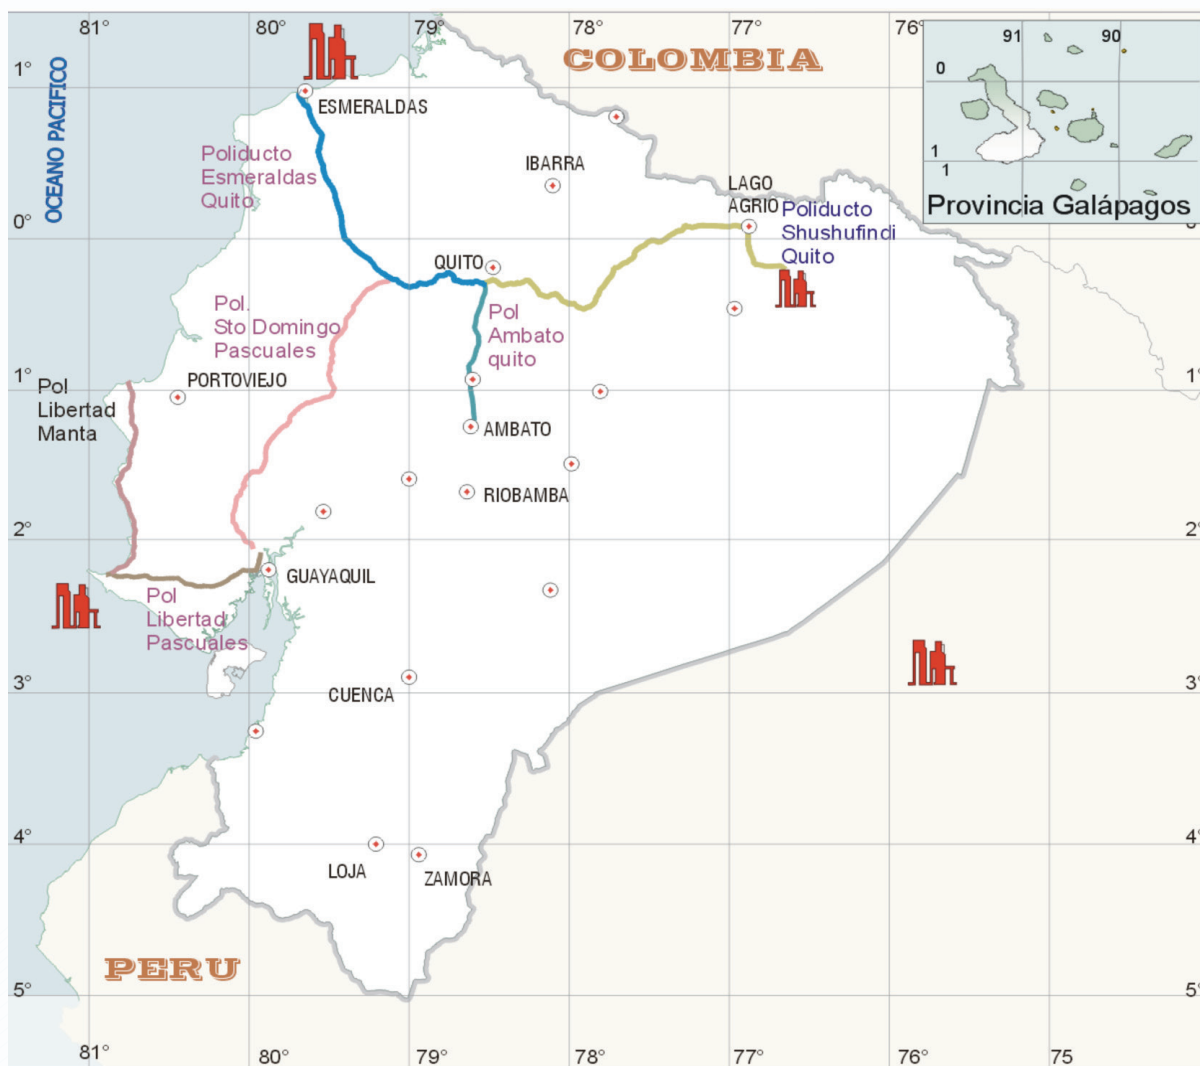 81°
80°
79°
78°
77°
76°
COLOMBIA
91
90
0
1
1
Provincia Galápagos
OCEANO PACIFICO
1°
ESMERALDAS
Poliducto
Esmeraldas
Quito
IBARRA
LAGO
AGRIO
Poliducto
Shushufindi
Quito
0°
QUITO
Pol.
Sto Domingo
Pascuales
Pol
Ambato
quito
PORTOVIEJO
1°
1°
Pol
Libertad
Manta
AMBATO
RIOBAMBA
2°
2°
GUAYAQUIL
Pol
Libertad
Pascuales
3°
3°
CUENCA
4°
4°
LOJA
ZAMORA
PERU
5°
5°
81°
80°
79°
78°
77°
76°
75